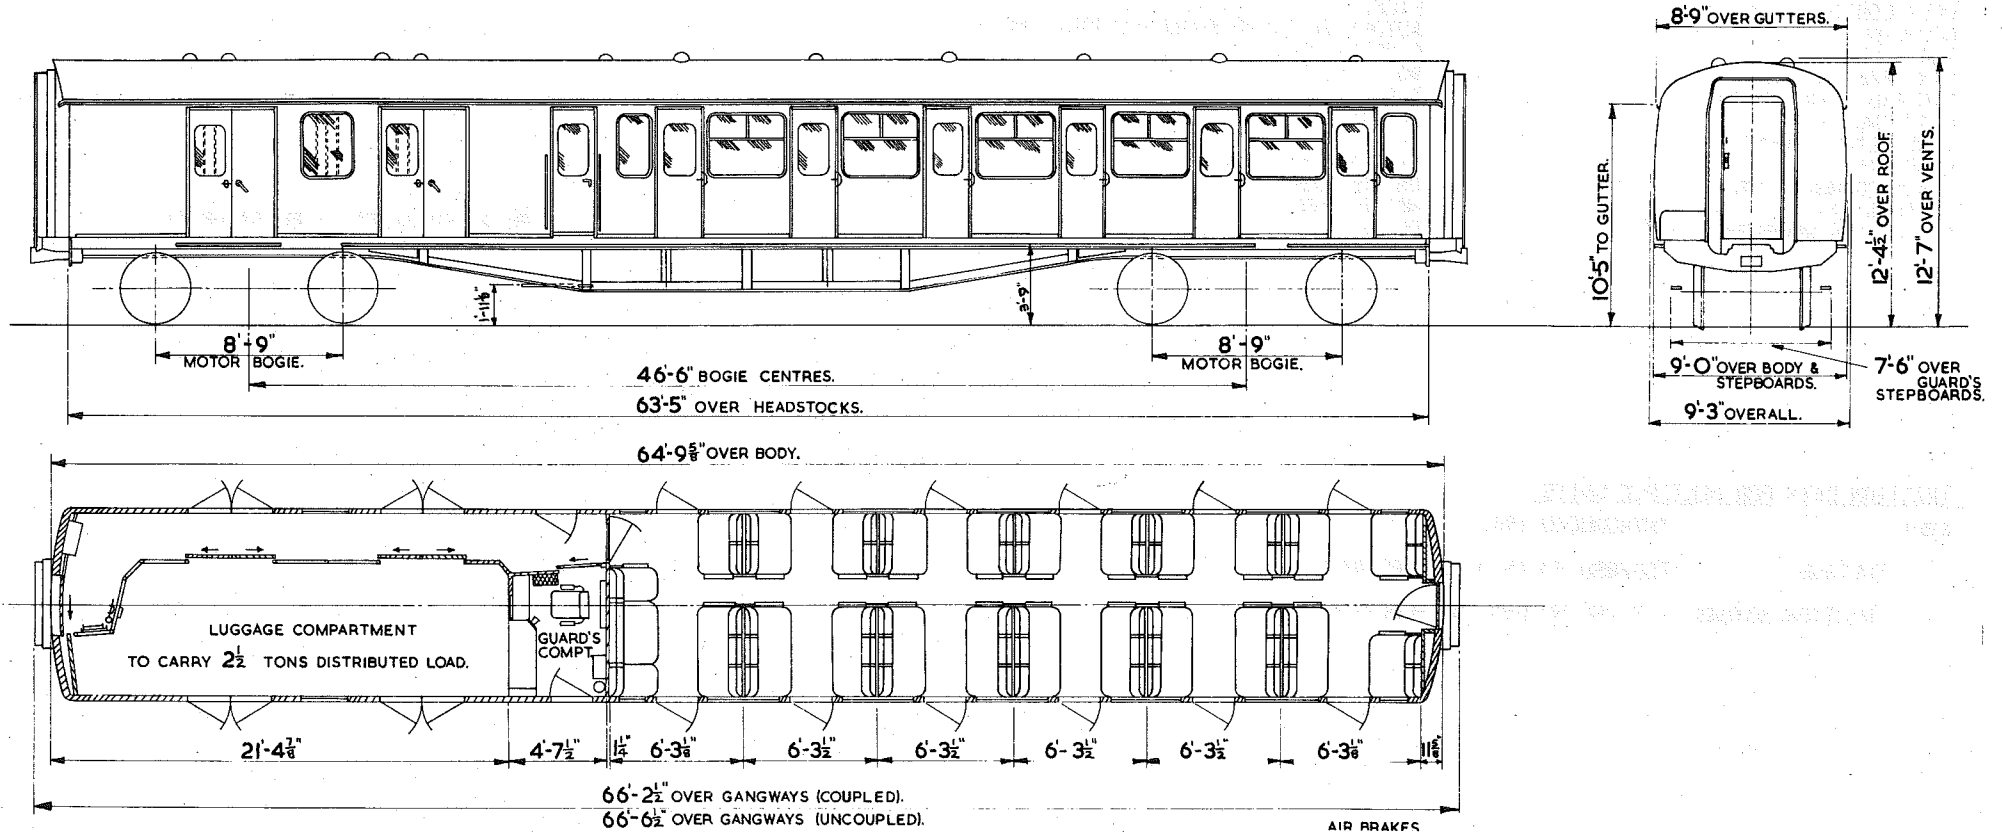 8'-9" OVER GUTTERS.
10'-5" TO GUTTER.
12'-4½" OVER ROOF.
12'-7" OVER VENTS.
1'-11⅛"
3'-9"
8'-9"
MOTOR BOGIE.
8'-9"
MOTOR BOGIE.
46'-6" BOGIE CENTRES.
63'-5" OVER HEADSTOCKS.
9'-0" OVER BODY &
STEPBOARDS.
7'-6" OVER
GUARD'S
STEPBOARDS.
9'-3" OVERALL.
64'-9⅝" OVER BODY.
LUGGAGE COMPARTMENT
TO CARRY 2½ TONS DISTRIBUTED LOAD.
GUARD'S
COMPT.
21'-4⅞"
4'-7½"
1¼"
6'-3⅛"
6'-3½"
6'-3½"
6'-3½"
6'-3½"
6'-3⅛"
66'-2½" OVER GANGWAYS (COUPLED).
66'-6½" OVER GANGWAYS (UNCOUPLED).
AIR BRAKES